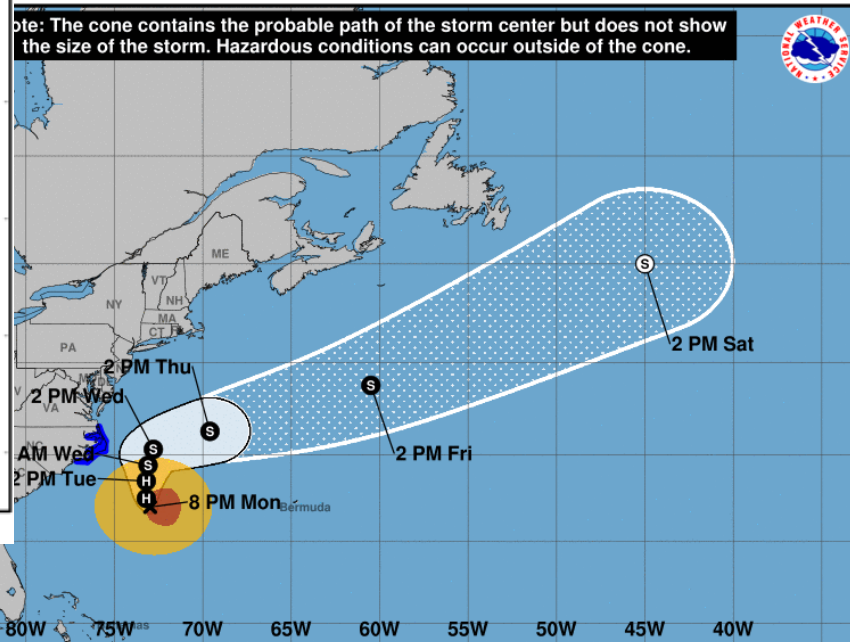 ote: The cone contains the probable path of the storm center but does not show
the size of the storm. Hazardous conditions can occur outside of the cone.
NATIONAL WEATHER SERVICE
ME
VT
NH
NY
MA
CT
PA
2 PM Thu
2 PM Wed
VA
AM Wed
2 PM Tue
8 PM Mon
Bermuda
2 PM Fri
2 PM Sat
S
S
S
S
S
H
H
NC
80W 75W 70W 65W 60W 55W 50W 45W 40W